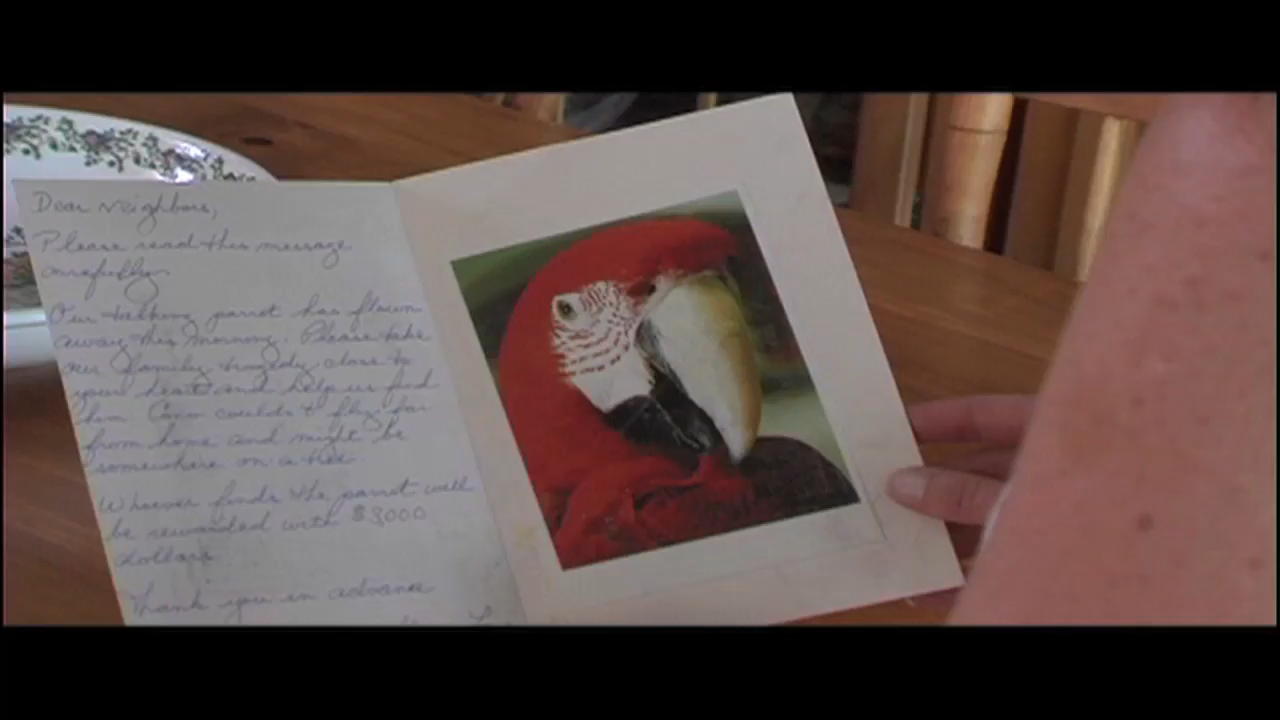 Dear neighbors,
Please read this message
carefully.
Our talking parrot has flown
away this morning. Please take
our family tragedy close to
your heart and help us find
him. couldn't fly far
from home and might be
somewhere on a tree.
Whoever finds the parrot will
be rewarded with $3000
dollars.
Thank you in advance